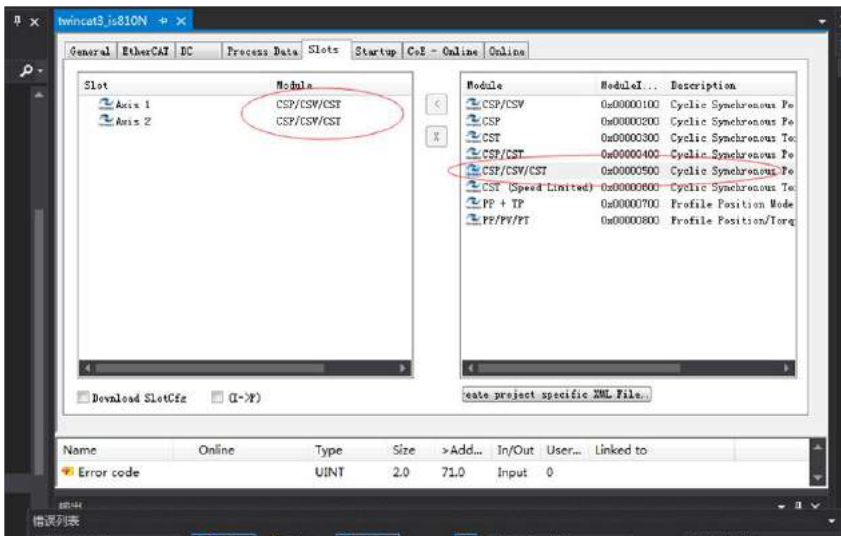 twincat3_is810N
General EtherCAT DC Process Data Slots Startup CoE - Online Online
Slot Module
Axis 1 CSP/CSV/CST
Axis 2 CSP/CSV/CST
<
X
Module ModuleI... Description
CSP/CSV 0x00000100 Cyclic Synchronous Po
CSP 0x00000200 Cyclic Synchronous Po
CST 0x00000300 Cyclic Synchronous To
CSP/CST 0x00000400 Cyclic Synchronous Po
CSP/CSV/CST 0x00000500 Cyclic Synchronous Po
CST (Speed Limited) 0x00000600 Cyclic Synchronous To
PP + TP 0x00000700 Profile Position Mode
PP/PV/PT 0x00000800 Profile Position/Torq
Download SlotCfg (I->P)
reate project specific XML File..
Name Online Type Size >Add... In/Out User... Linked to
Error code UINT 2.0 71.0 Input 0
输出
错误列表